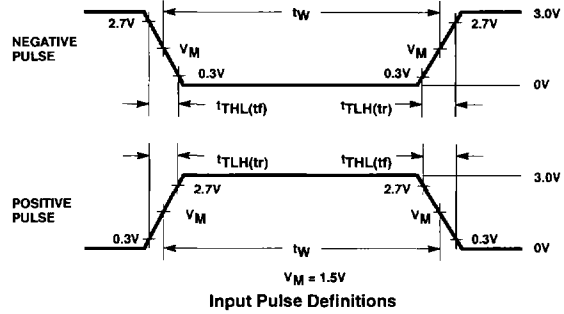 2.7V tW 2.7V 3.0V
NEGATIVE
PULSE
VM VM
0.3V 0.3V 0V
tTHL(tf) tTLH(tr)
tTLH(tr) tTHL(tf)
2.7V 2.7V 3.0V
POSITIVE
PULSE
VM VM
0.3V tW 0.3V 0V
VM = 1.5V
Input Pulse Definitions